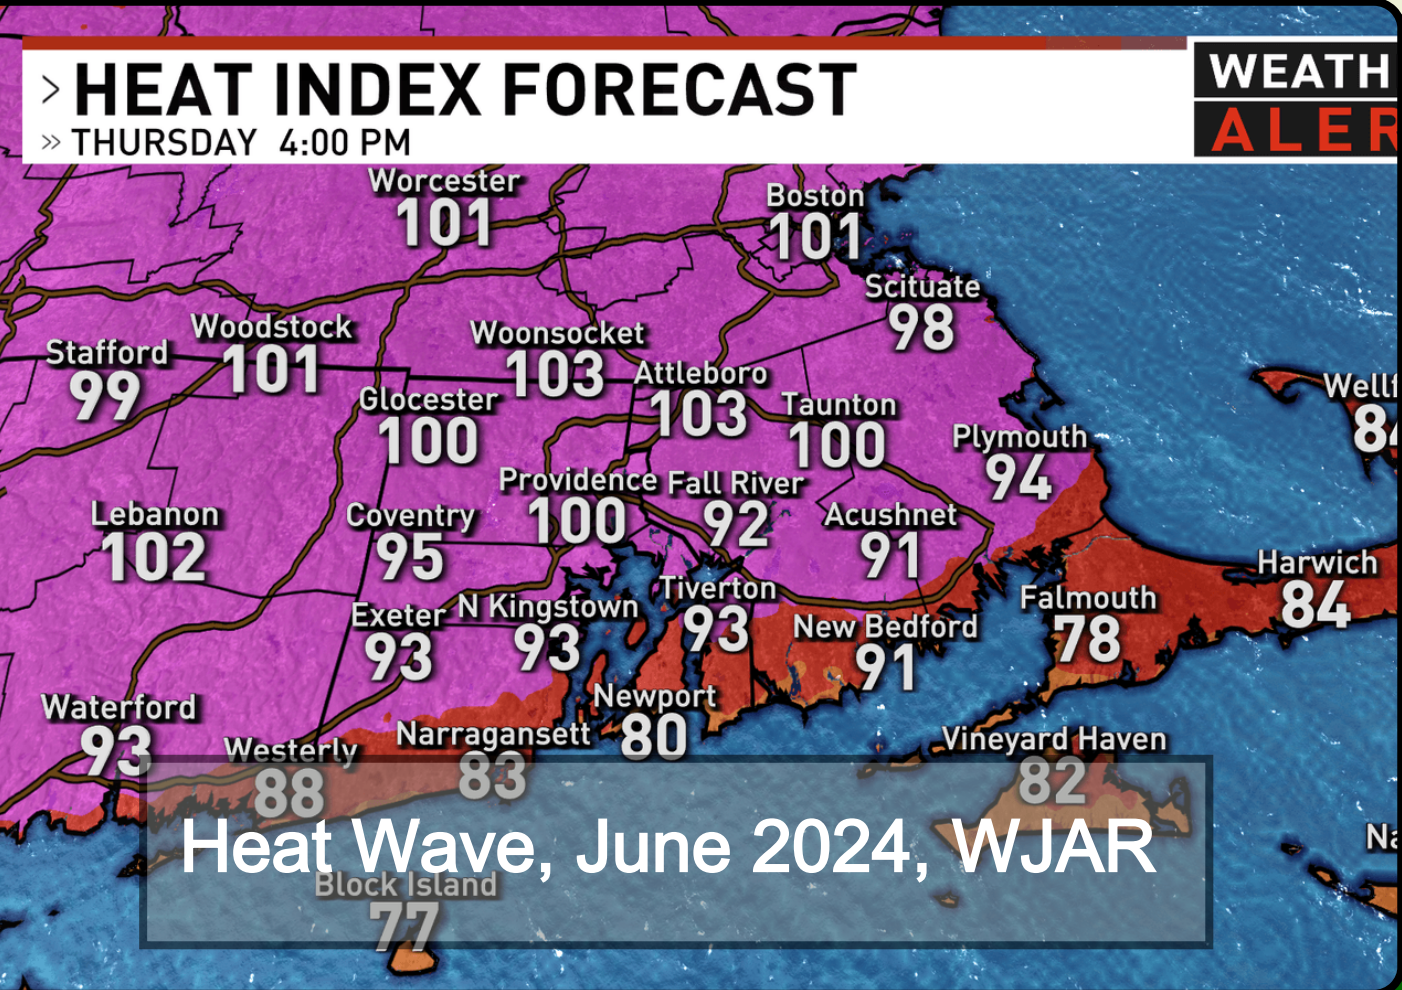 > HEAT INDEX FORECAST
» THURSDAY 4:00 PM
WEATH
ALER
Worcester
101
Boston
101
Scituate
98
Stafford
99
Woodstock
101
Woonsocket
103
Attleboro
103
Glocester
100
Taunton
100
Wellf
84
Plymouth
94
Providence
100
Fall River
92
Lebanon
102
Coventry
95
Acushnet
91
Harwich
84
Exeter
93
N Kingstown
93
Tiverton
93
New Bedford
91
Falmouth
78
Waterford
93
Westerly
88
Narragansett
83
Newport
80
Vineyard Haven
82
Heat Wave, June 2024, WJAR
Na
Block Island
77